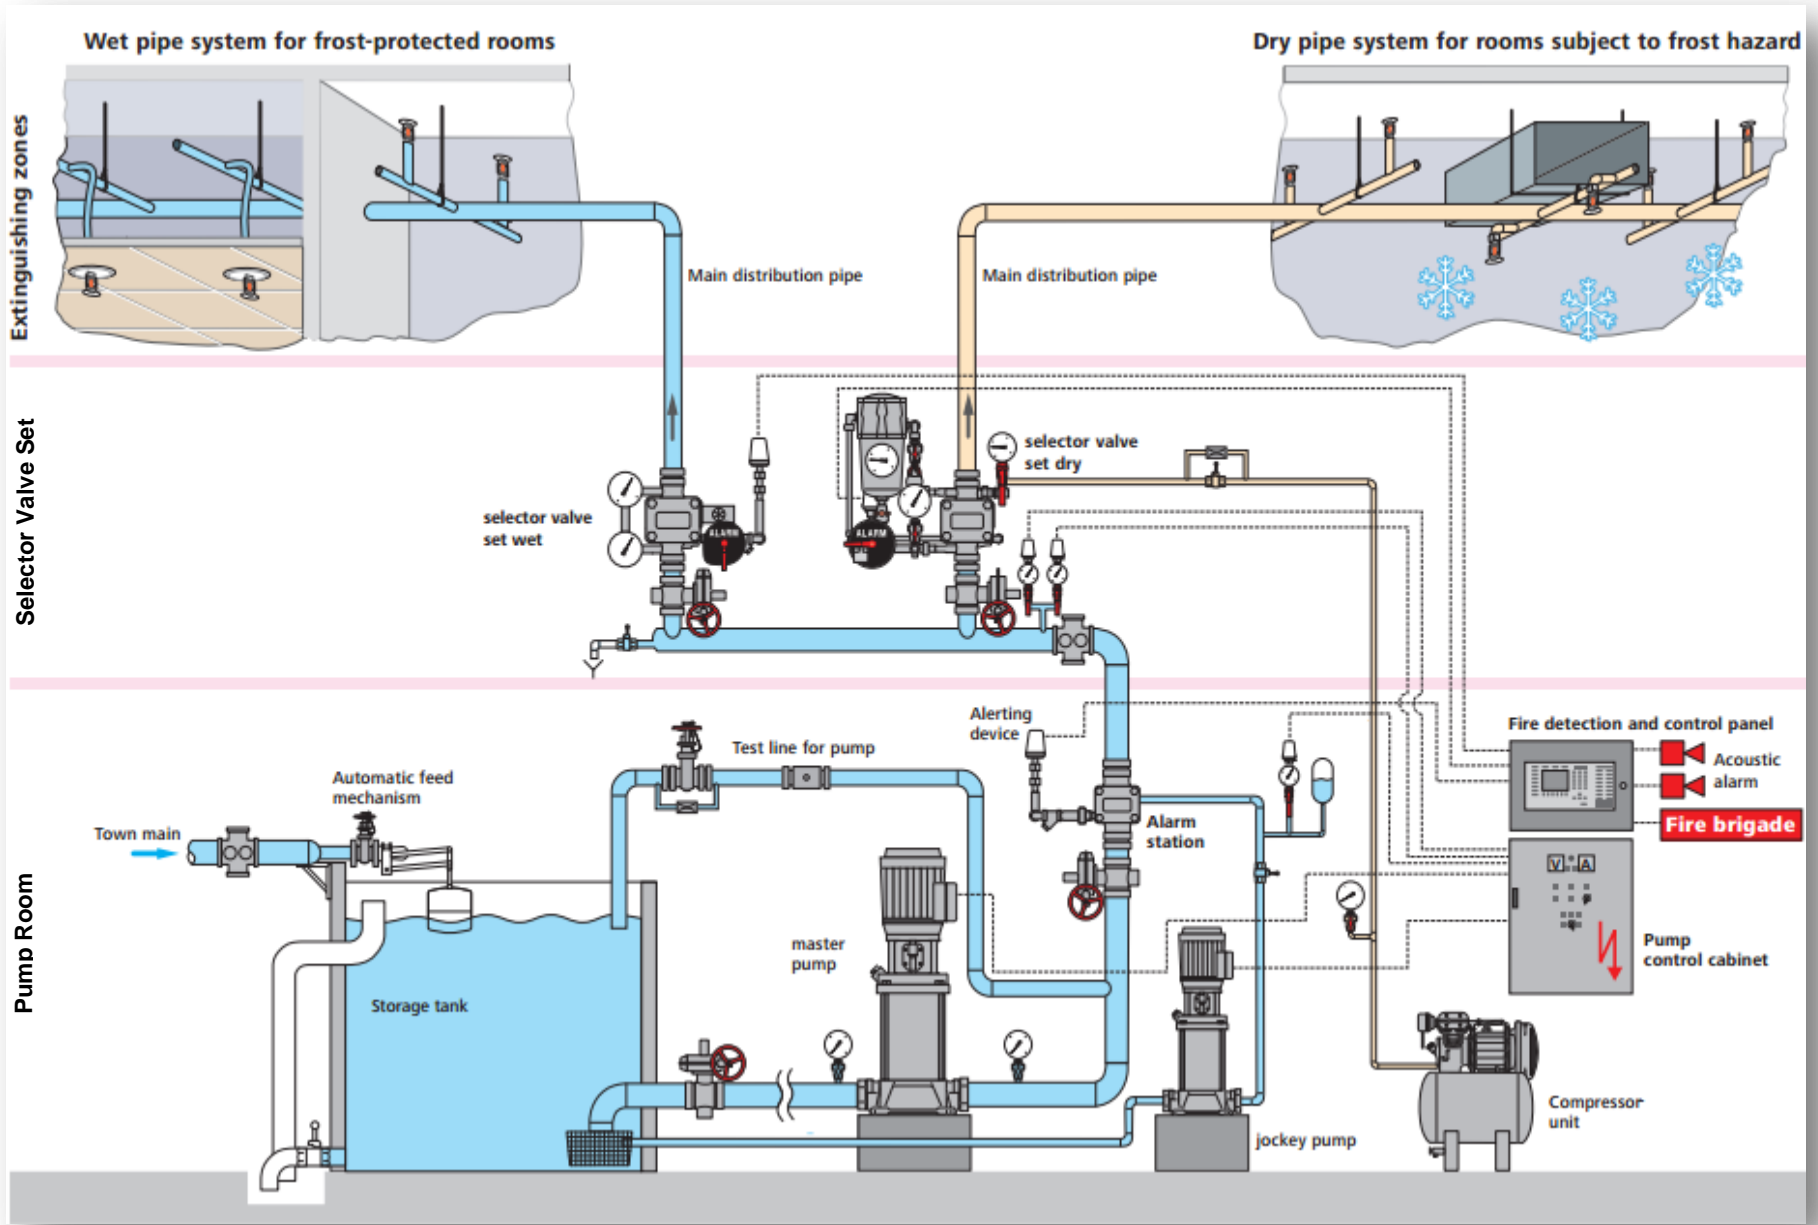 Wet pipe system for frost-protected rooms
Dry pipe system for rooms subject to frost hazard
Extinguishing zones
Main distribution pipe
Main distribution pipe
Selector Valve Set
selector valve
set wet
ALARM
ALARM
selector valve
set dry
Pump Room
Town main
Automatic feed
mechanism
Test line for pump
Alerting
device
Alarm
station
Fire detection and control panel
Acoustic
alarm
Fire brigade
V A
Pump
control cabinet
master
pump
Storage tank
jockey pump
Compressor
unit